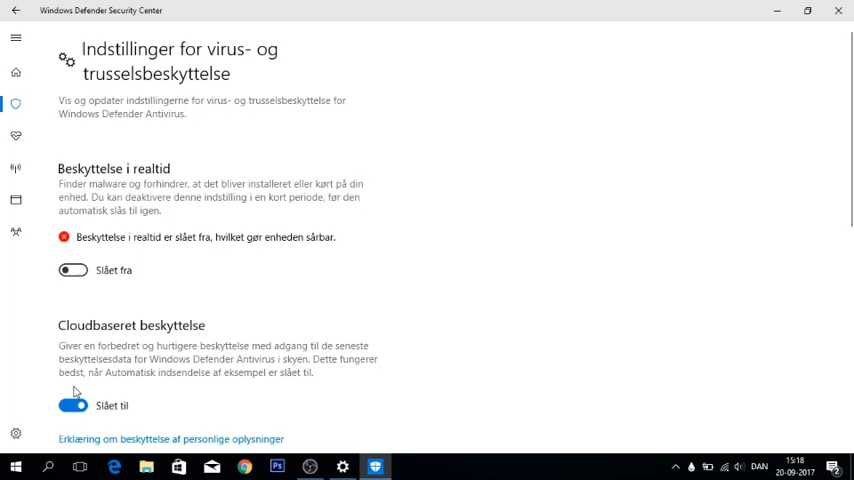 Windows Defender Security Center
Indstillinger for virus- og
trusselsbeskyttelse
Vis og opdater indstillingerne for virus- og trusselsbeskyttelse for
Windows Defender Antivirus.
Beskyttelse i realtid
Finder malware og forhindrer, at det bliver installeret eller kørt på din
enhed. Du kan deaktivere denne indstilling i en kort periode, før den
automatisk slås til igen.
Beskyttelse i realtid er slået fra, hvilket gør enheden sårbar.
Slået fra
Cloudbaseret beskyttelse
Giver en forbedret og hurtigere beskyttelse med adgang til de seneste
beskyttelsesdata for Windows Defender Antivirus i skyen. Dette fungerer
bedst, når Automatisk indsendelse af eksempel er slået til.
Slået til
Erklæring om beskyttelse af personlige oplysninger
Ps
DAN
15:18
20-09-2017
2